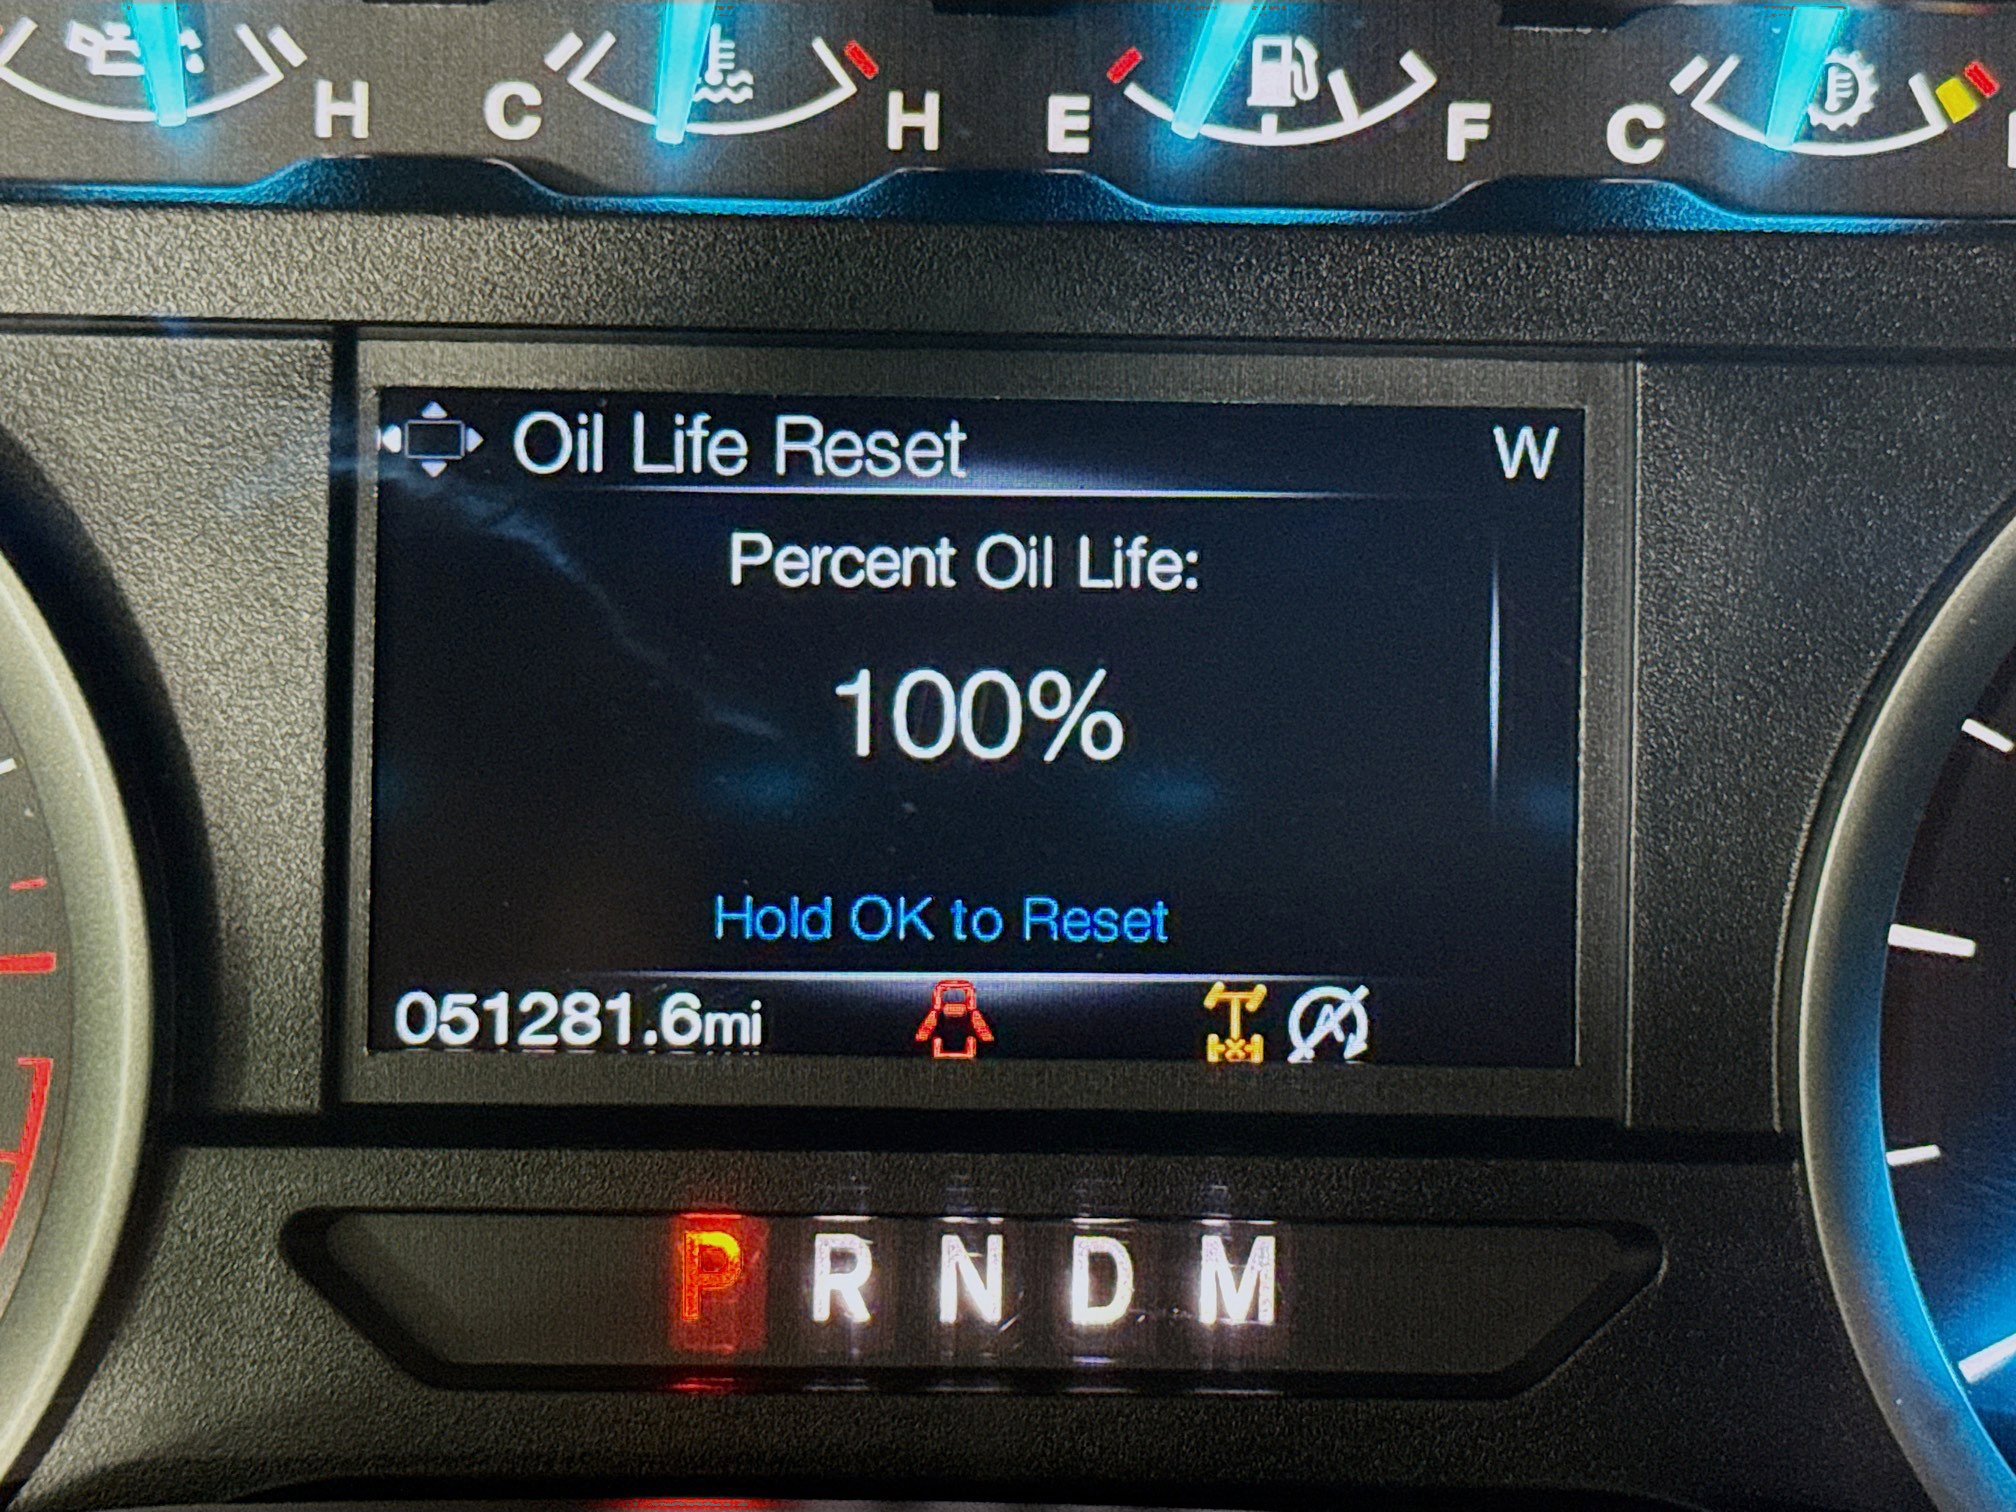 H C H E F C
Oil Life Reset W
Percent Oil Life:
100%
Hold OK to Reset
051281.6mi
P R N D M